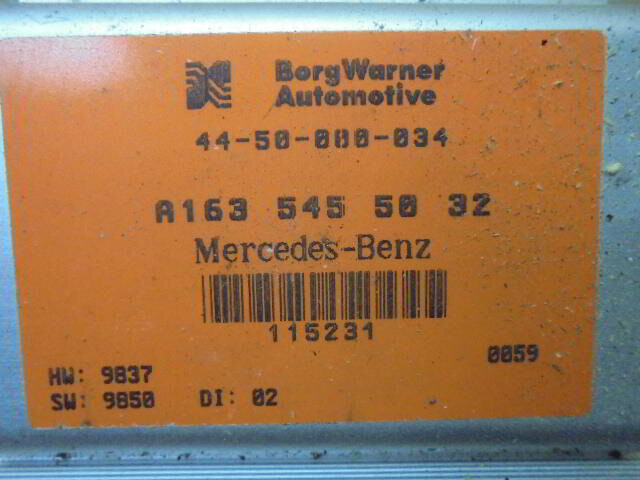 BorgWarner
Automotive
44-50-000-034
A163 545 50 32
Mercedes-Benz
115231
0059
HW: 9837
SW: 9850 DI: 02